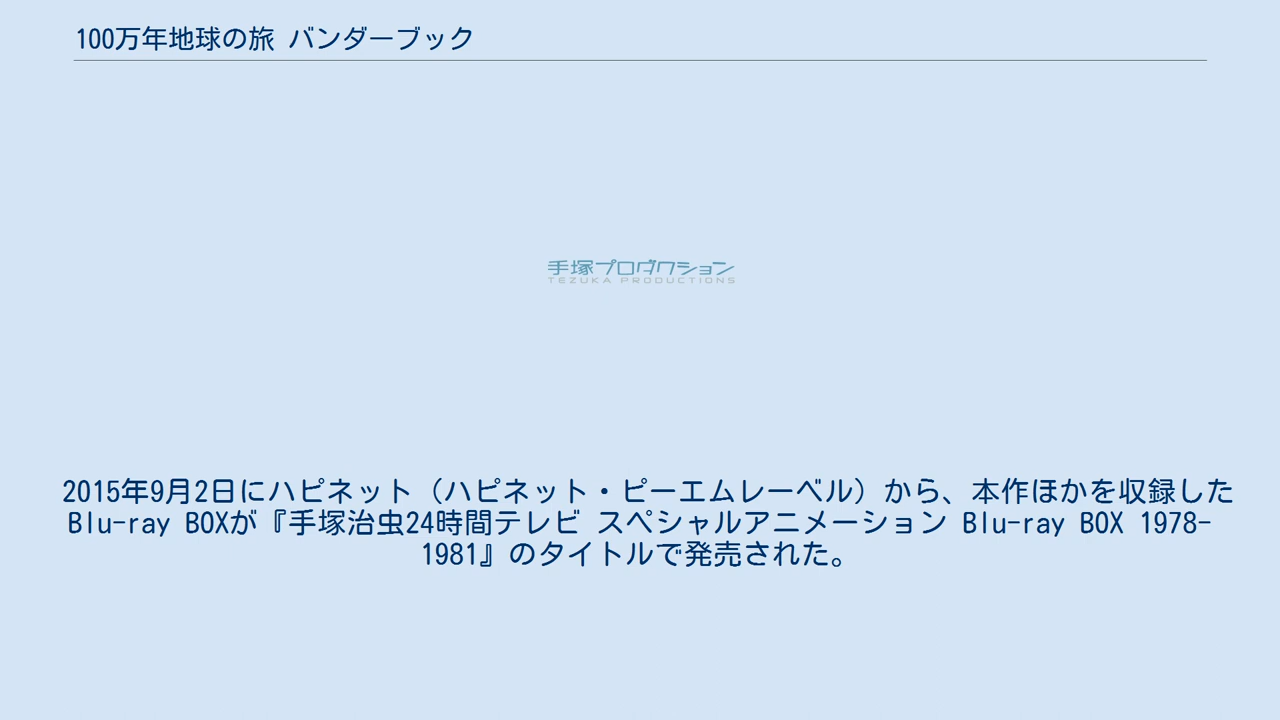 100万年地球の旅 バンダーブック
手塚プロダクション
TEZUKA PRODUCTIONS
2015年9月2日にハピネット（ハピネット・ピーエムレーベル）から、本作ほかを収録した
Blu-ray BOXが『手塚治虫24時間テレビ スペシャルアニメーション Blu-ray BOX 1978-
1981』のタイトルで発売された。